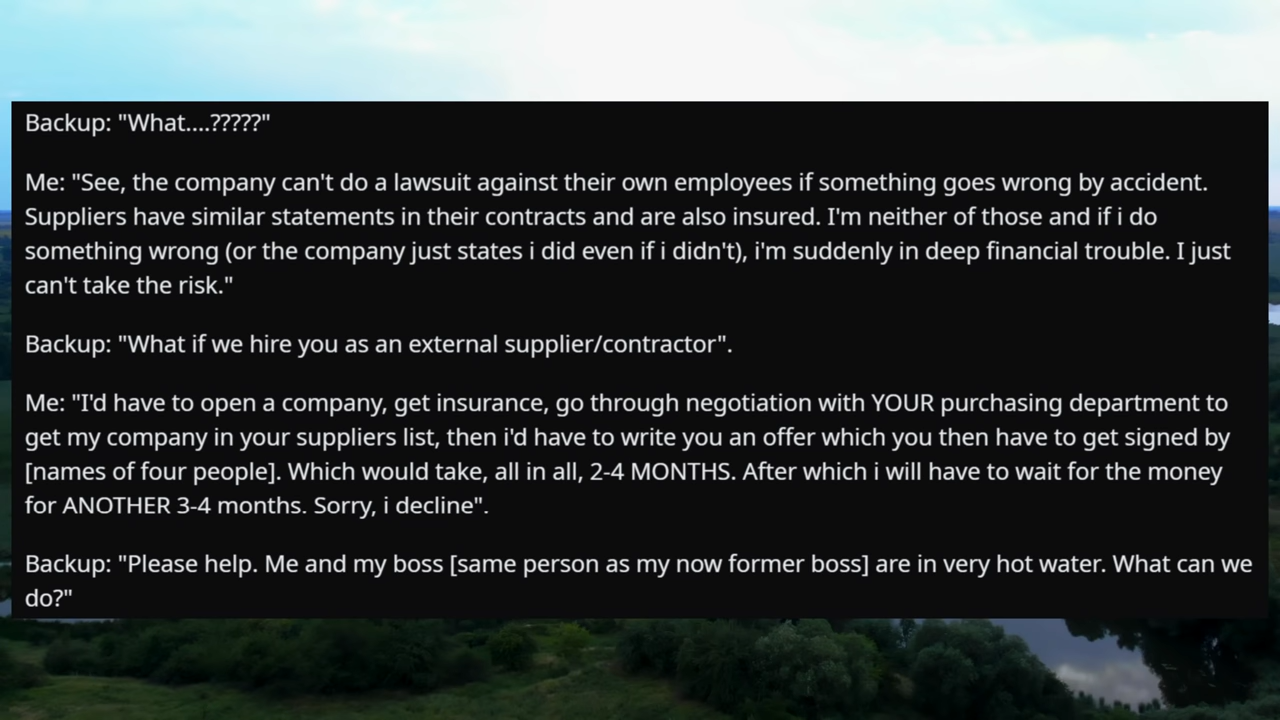 Backup: "What....?????"
Me: "See, the company can't do a lawsuit against their own employees if something goes wrong by accident.
Suppliers have similar statements in their contracts and are also insured. I'm neither of those and if i do
something wrong (or the company just states i did even if i didn't), i'm suddenly in deep financial trouble. I just
can't take the risk."
Backup: "What if we hire you as an external supplier/contractor".
Me: "I'd have to open a company, get insurance, go through negotiation with YOUR purchasing department to
get my company in your suppliers list, then i'd have to write you an offer which you then have to get signed by
[names of four people]. Which would take, all in all, 2-4 MONTHS. After which i will have to wait for the money
for ANOTHER 3-4 months. Sorry, i decline".
Backup: "Please help. Me and my boss [same person as my now former boss] are in very hot water. What can we
do?"